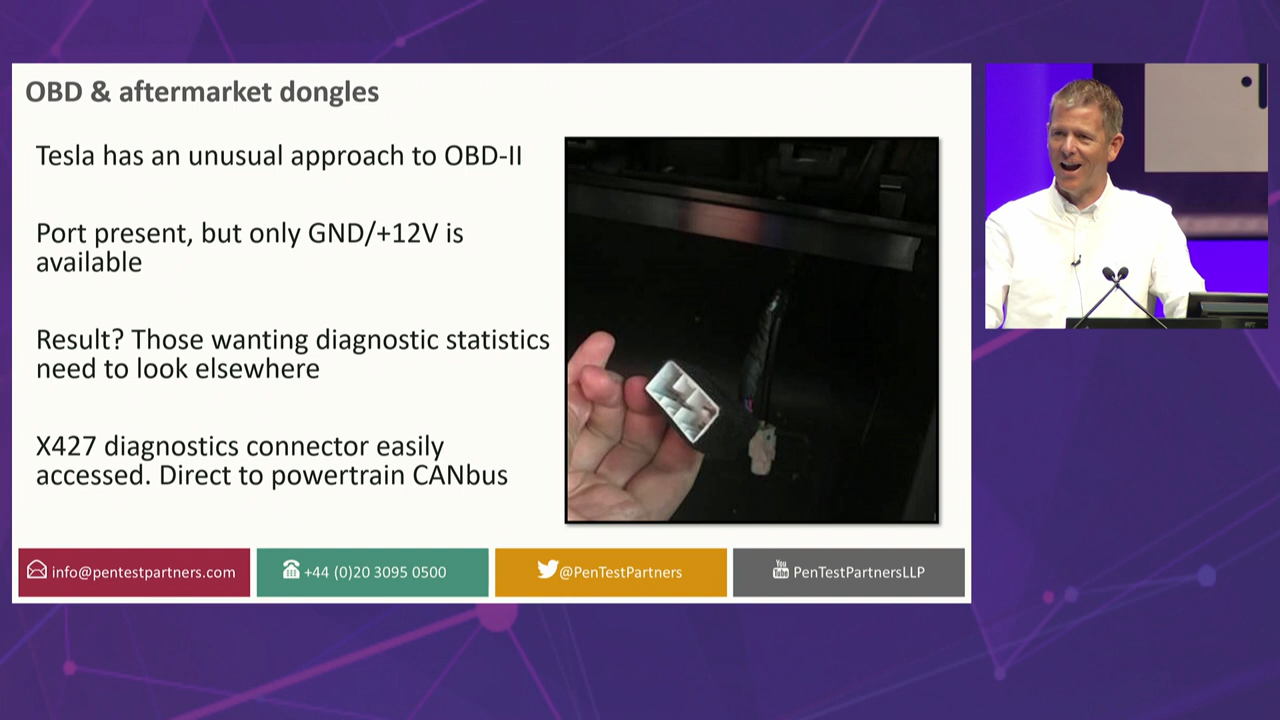 OBD & aftermarket dongles
Tesla has an unusual approach to OBD-II
Port present, but only GND/+12V is
available
Result? Those wanting diagnostic statistics
need to look elsewhere
X427 diagnostics connector easily
accessed. Direct to powertrain CANbus
info@pentestpartners.com
+44 (0)20 3095 0500
@PenTestPartners
You
Tube
PenTestPartnersLLP